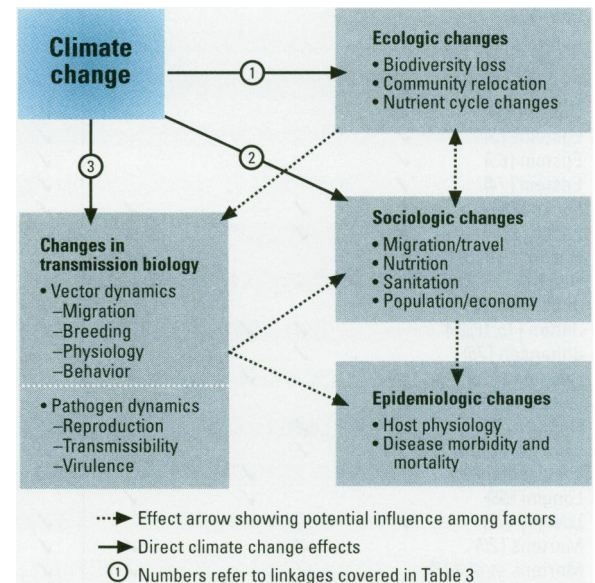 Climate
change
1
2
3
Ecologic changes
• Biodiversity loss
• Community relocation
• Nutrient cycle changes
Sociologic changes
• Migration/travel
• Nutrition
• Sanitation
• Population/economy
Changes in
transmission biology
• Vector dynamics
–Migration
–Breeding
–Physiology
–Behavior
• Pathogen dynamics
–Reproduction
–Transmissibility
–Virulence
Epidemiologic changes
• Host physiology
• Disease morbidity and
mortality
Effect arrow showing potential influence among factors
Direct climate change effects
1 Numbers refer to linkages covered in Table 3